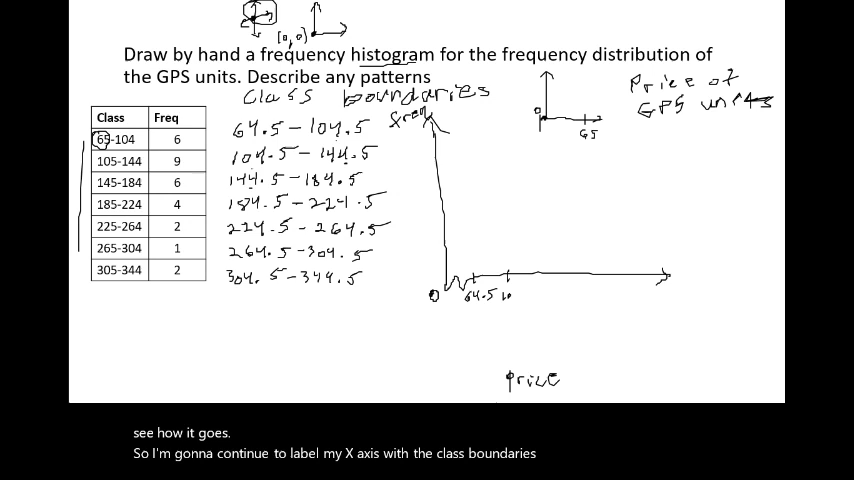 [0,0)
Draw by hand a frequency histogram for the frequency distribution of
the GPS units. Describe any patterns
Class boundaries
Price of
GPS units
Class Freq
65-104 6
105-144 9
145-184 6
185-224 4
225-264 2
265-304 1
305-344 2
64.5-104.5
104.5-144.5
144.5-184.5
184.5-224.5
224.5-264.5
264.5-304.5
304.5-344.5
freq
0
65
0
64.5 10
Price
see how it goes.
So I'm gonna continue to label my X axis with the class boundaries